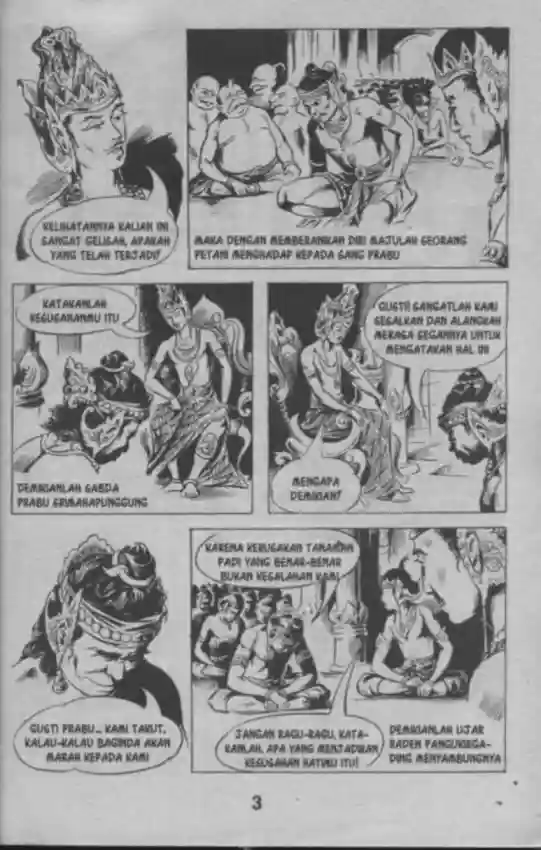 KELIHATANNYA KALIAN INI
SANGAT GELISAH, APAKAH
YANG TELAH TERJADI?
MAKA DENGAN MEMBERANIKAN DIRI MAJULAH SEORANG
PETANI MENGHADAP KEPADA SANG PRABU
KATAKANLAH
KESUSAHANMU ITU
DEMIKIANLAH SABDA
PRABU SRIMAHAPUNGGUNG
GUSTI! SANGATLAH KAMI
SESALKAN DAN ALANGKAH
MERASA SEGANNYA UNTUK
MENGATAKAN HAL INI
MENGAPA
DEMIKIAN?
GUSTI PRABU... KAMI TAKUT,
KALAU-KALAU BAGINDA AKAN
MARAH KEPADA KAMI
KARENA KERUSAKAN TANAMAN
PADI YANG BENAR-BENAR
BUKAN KESALAHAN KAMI
JANGAN RAGU-RAGU, KATA-
KANLAH, APA YANG MENJADIKAN
KESUSAHAN HATIMU ITU!
DEMIKIANLAH UJAR
RADEN PANGUKIRGA-
DING MENYAMBUNGNYA
3